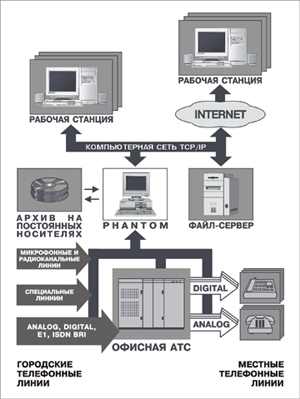 РАБОЧАЯ СТАНЦИЯ
РАБОЧАЯ СТАНЦИЯ
INTERNET
КОМПЬЮТЕРНАЯ СЕТЬ TCP/IP
АРХИВ НА
ПОСТОЯННЫХ
НОСИТЕЛЯХ
PHANTOM
ФАЙЛ-СЕРВЕР
МИКРОФОННЫЕ И
РАДИОКАНАЛЬНЫЕ
ЛИНИИ
СПЕЦИАЛЬНЫЕ
ЛИНИИИ
ANALOG, DIGITAL,
E1, ISDN BRI
DIGITAL
ANALOG
ОФИСНАЯ АТС
ГОРОДСКИЕ
ТЕЛЕФОННЫЕ
ЛИНИИ
МЕСТНЫЕ
ТЕЛЕФОННЫЕ
ЛИНИИ